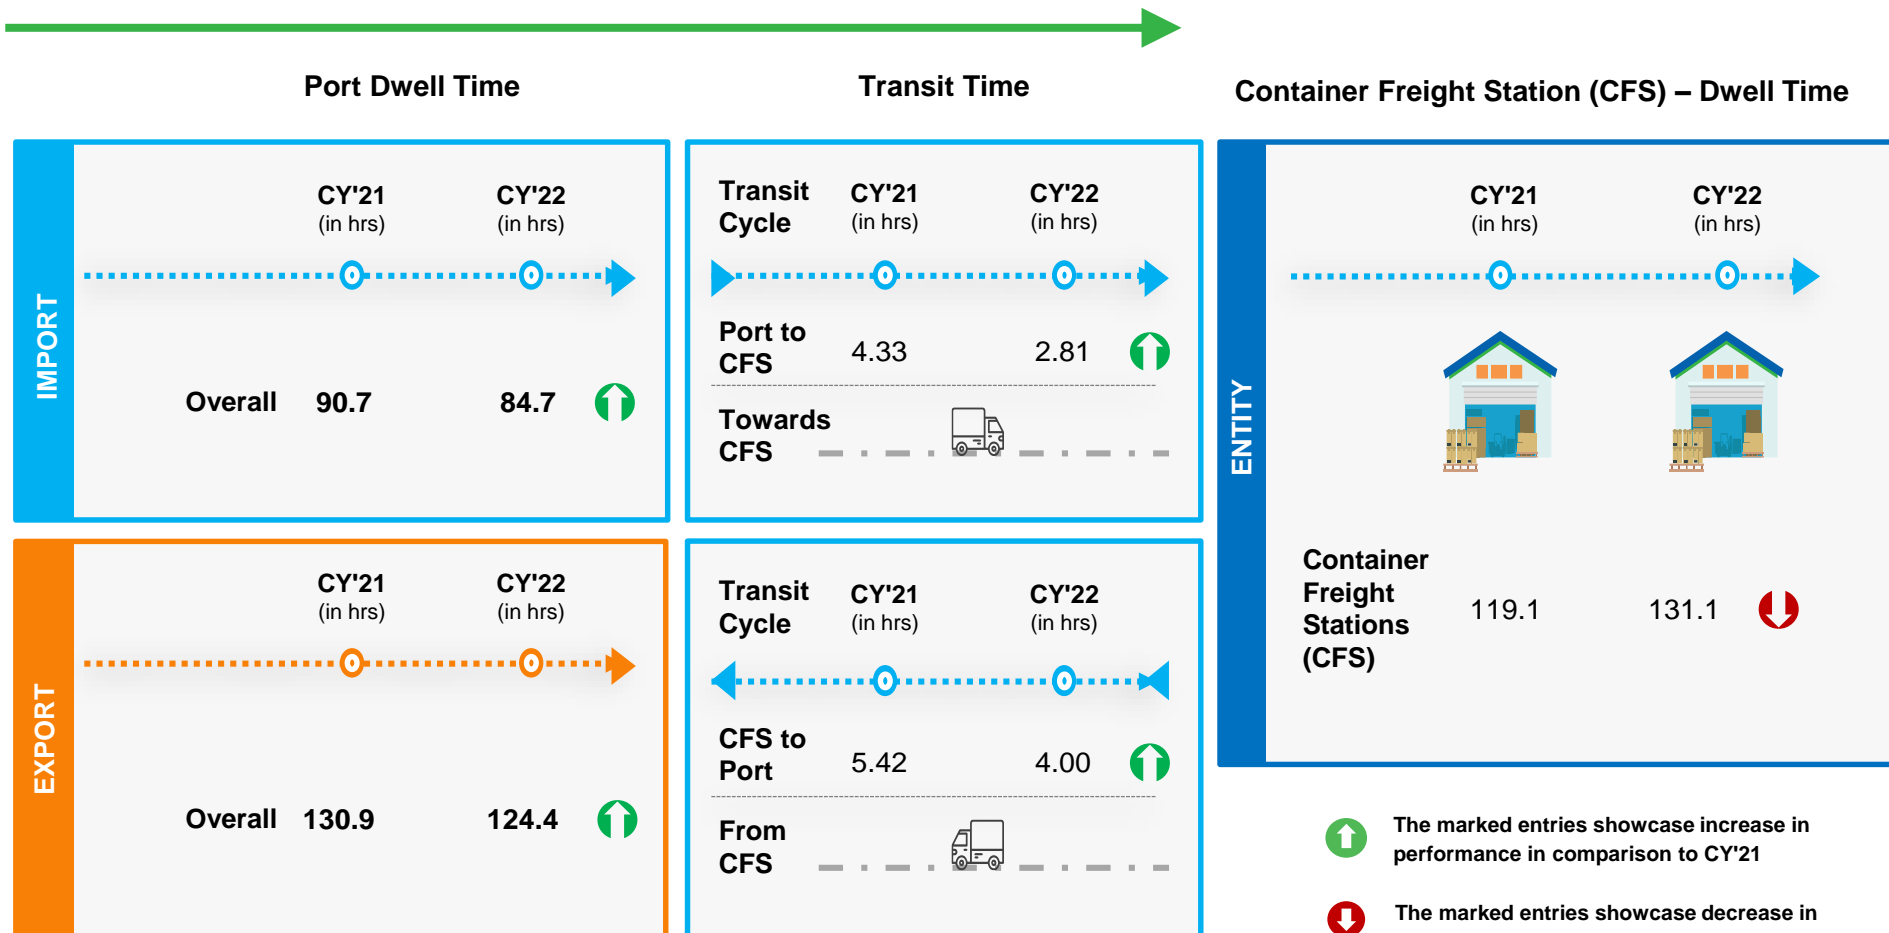 Port Dwell Time
Transit Time
Container Freight Station (CFS) – Dwell Time
IMPORT
CY'21
(in hrs)
CY'22
(in hrs)
Overall 90.7 84.7
Transit
Cycle
CY'21
(in hrs)
CY'22
(in hrs)
Port to
CFS
4.33 2.81
Towards
CFS
ENTITY
CY'21
(in hrs)
CY'22
(in hrs)
Container
Freight
Stations
(CFS)
119.1 131.1
EXPORT
CY'21
(in hrs)
CY'22
(in hrs)
Overall 130.9 124.4
Transit
Cycle
CY'21
(in hrs)
CY'22
(in hrs)
CFS to
Port
5.42 4.00
From
CFS
The marked entries showcase increase in
performance in comparison to CY'21
The marked entries showcase decrease in